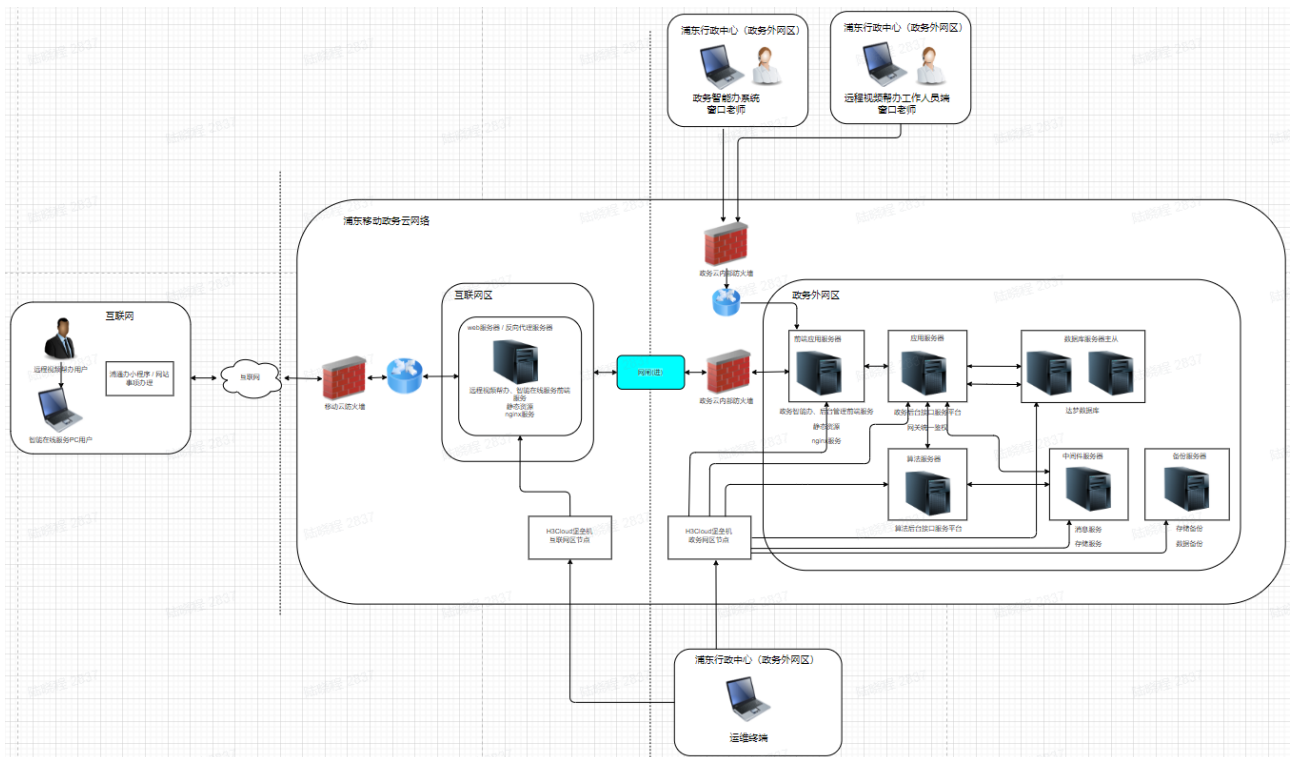 浦东行政中心（政务外网区）
政务智能办系统
窗口老师
浦东行政中心（政务外网区）
远程视频帮办工作人员端
窗口老师
浦东移动政务云网络
政务云内部防火墙
互联网
远程视频帮办用户
智能在线服务PC用户
浦通办小程序 / 网站
事项办理
互联网
移动云防火墙
互联网区
web服务器 / 反向代理服务器
远程视频帮办、智能在线服务前端
服务
静态资源
nginx服务
政务云内部防火墙
政务外网区
前端应用服务器
政务智能办、后台管理前端服务
静态资源
nginx服务
应用服务器
政务后台接口服务平台
网关统一鉴权
数据库服务器主从
达梦数据库
算法服务器
算法后台接口服务平台
中间件服务器
消息服务
存储服务
备份服务器
存储备份
数据备份
H3Cloud堡垒机
互联网区节点
H3Cloud堡垒机
政务网区节点
浦东行政中心（政务外网区）
运维终端